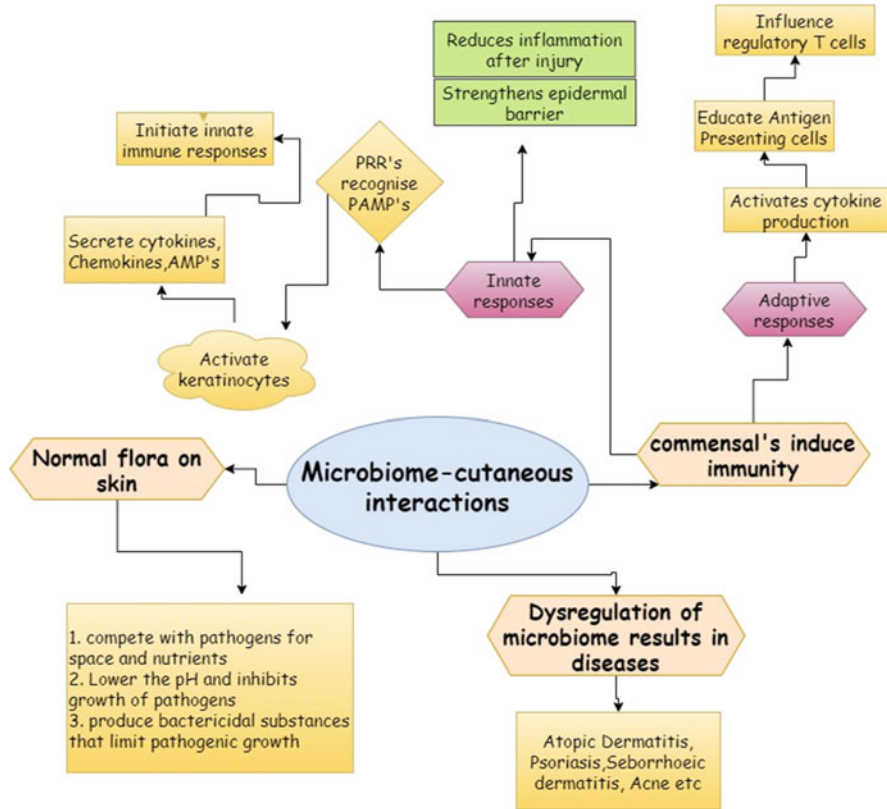 Influence
regulatory T cells
Reduces inflammation
after injury
Strengthens epidermal
barrier
Educate Antigen
Presenting cells
Initiate innate
immune responses
PRR's
recognise
PAMP's
Activates cytokine
production
Secrete cytokines,
Chemokines,AMP's
Innate
responses
Adaptive
responses
Activate
keratinocytes
Normal flora on
skin
Microbiome-cutaneous
interactions
commensal's induce
immunity
1. compete with pathogens for
space and nutrients
2. Lower the pH and inhibits
growth of pathogens
3. produce bactericidal substances
that limit pathogenic growth
Dysregulation of
microbiome results in
diseases
Atopic Dermatitis,
Psoriasis,Seborrhoeic
dermatitis, Acne etc